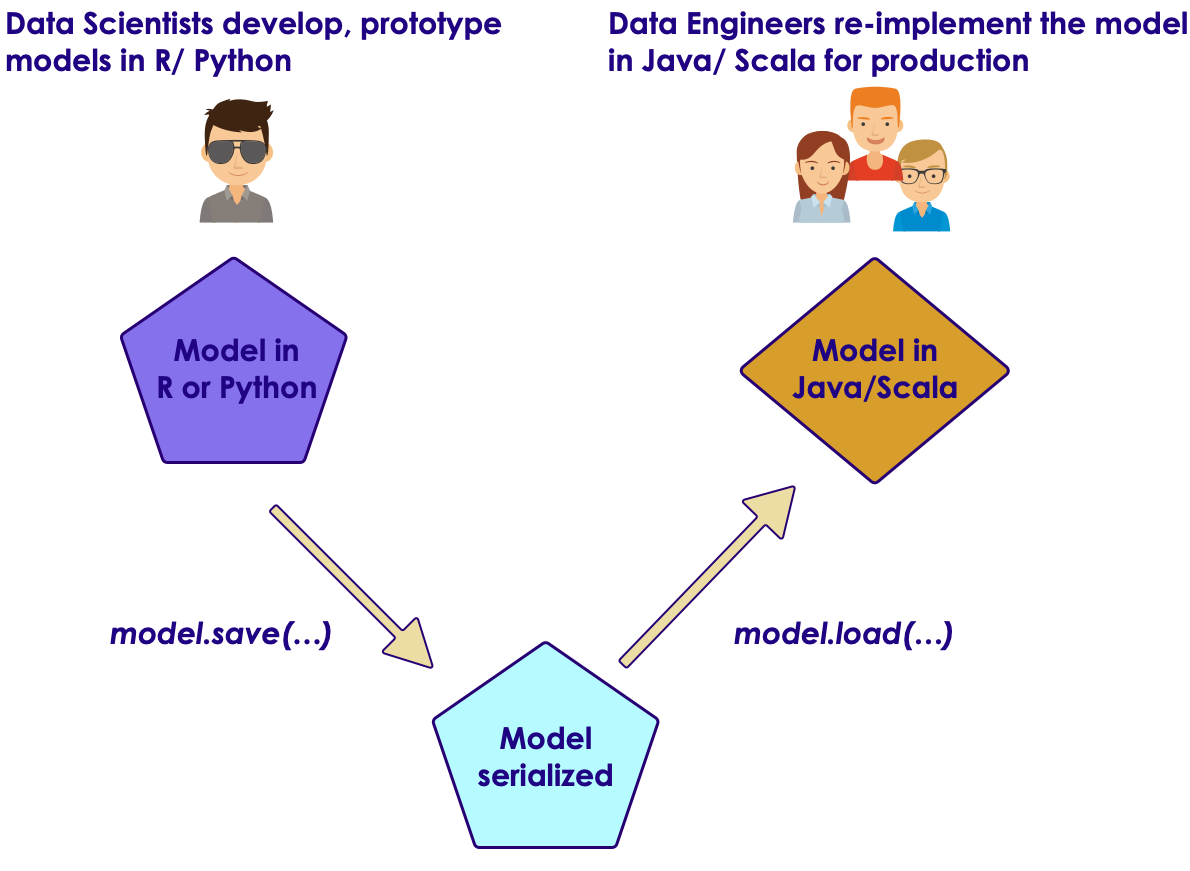 Data Scientists develop, prototype
models in R/ Python
Data Engineers re-implement the model
in Java/ Scala for production
Model in
R or Python
Model in
Java/Scala
model.save(…)
model.load(…)
Model
serialized